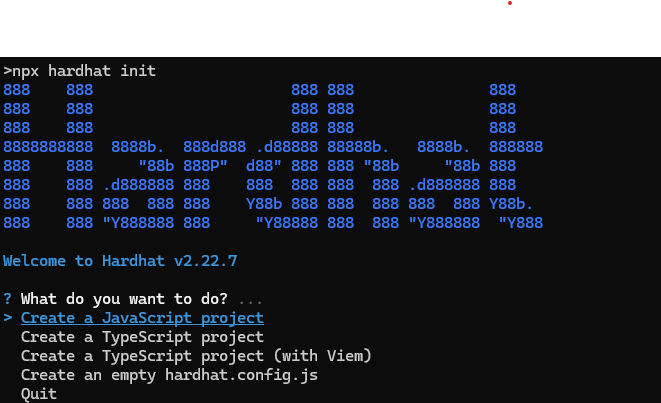 >npx hardhat init
888    888                      888 888               888
888    888                      888 888               888
888    888                      888 888               888
8888888888  8888b.  888d888 .d88888 88888b.   8888b.  888888
888    888     "88b 888P"  d88" 888 888 "88b     "88b 888
888    888 .d888888 888    888  888 888  888 .d888888 888
888    888 888  888 888    Y88b 888 888  888 888  888 Y88b.
888    888 "Y888888 888     "Y88888 888  888 "Y888888  "Y888
Welcome to Hardhat v2.22.7
? What do you want to do? ...
> Create a JavaScript project
Create a TypeScript project
Create a TypeScript project (with Viem)
Create an empty hardhat.config.js
Quit